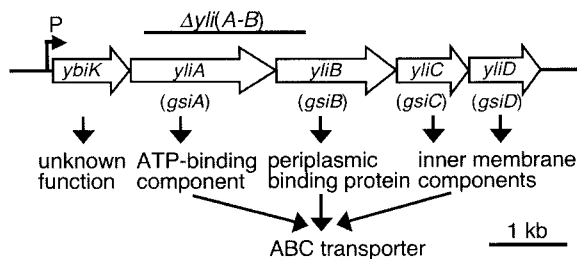 Δyli(A-B)
P
ybiK yliA yliB yliC yliD
(gsiA) (gsiB) (gsiC) (gsiD)
unknown function
ATP-binding component
periplasmic binding protein
inner membrane components
ABC transporter
1 kb